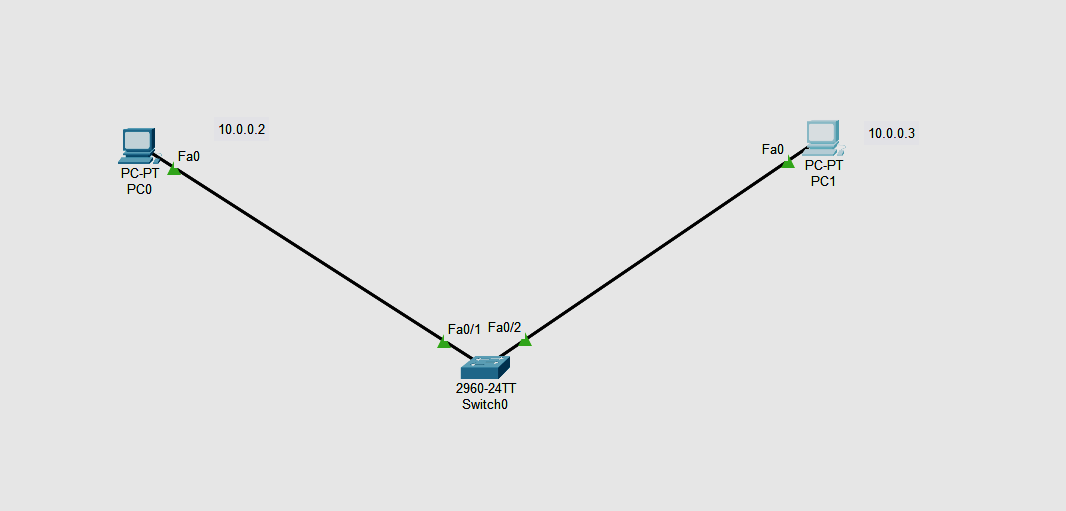 10.0.0.2
Fa0
PC-PT
PC0
10.0.0.3
Fa0
PC-PT
PC1
Fa0/1
Fa0/2
2960-24TT
Switch0